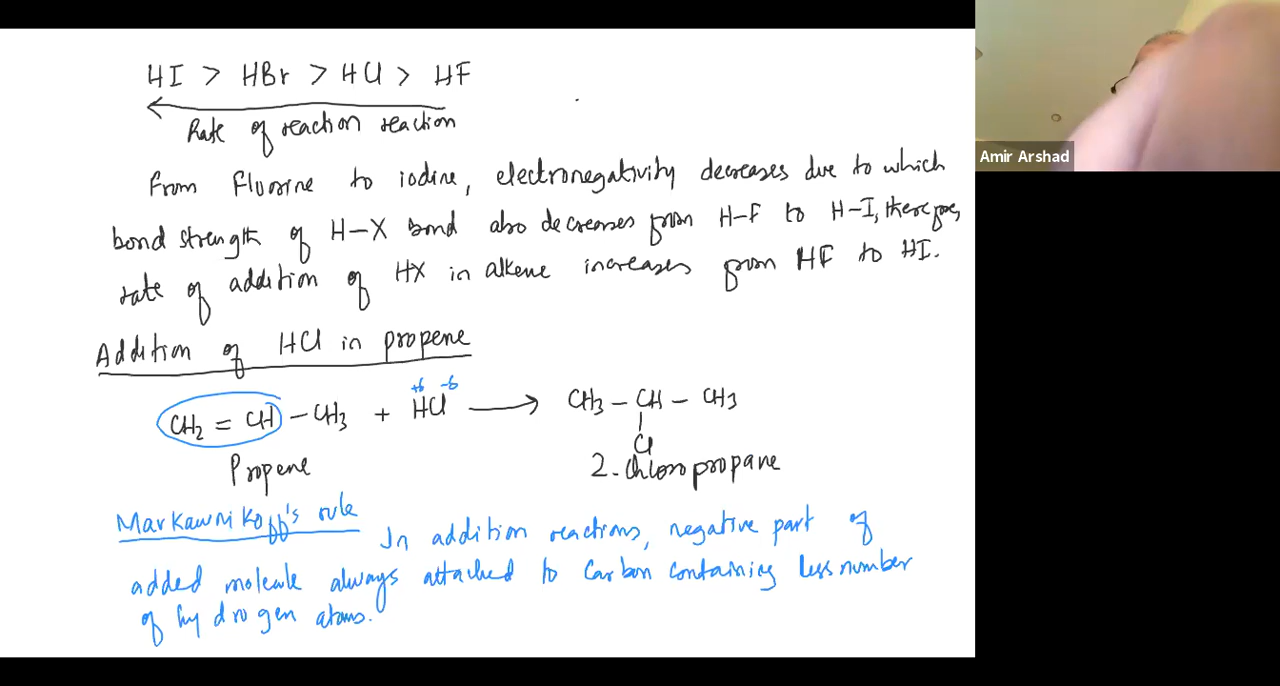 HI > HBr > HCl > HF
Rate of reaction reaction
Amir Arshad
From Fluorine to iodine, electronegativity decreases due to which
bond strength of H-X bond also decreases from H-F to H-I, therefore,
rate of addition of HX in alkene increases from HF to HI.
Addition of HCl in propene
+δ -δ
CH2 = CH - CH3 + HCl ⟶ CH3 - CH - CH3
|
Cl
Propene 2-Chloropropane
Markawnikoff's rule
In addition reactions, negative part of
added molecule always attached to carbon containing less number
of hydrogen atoms.